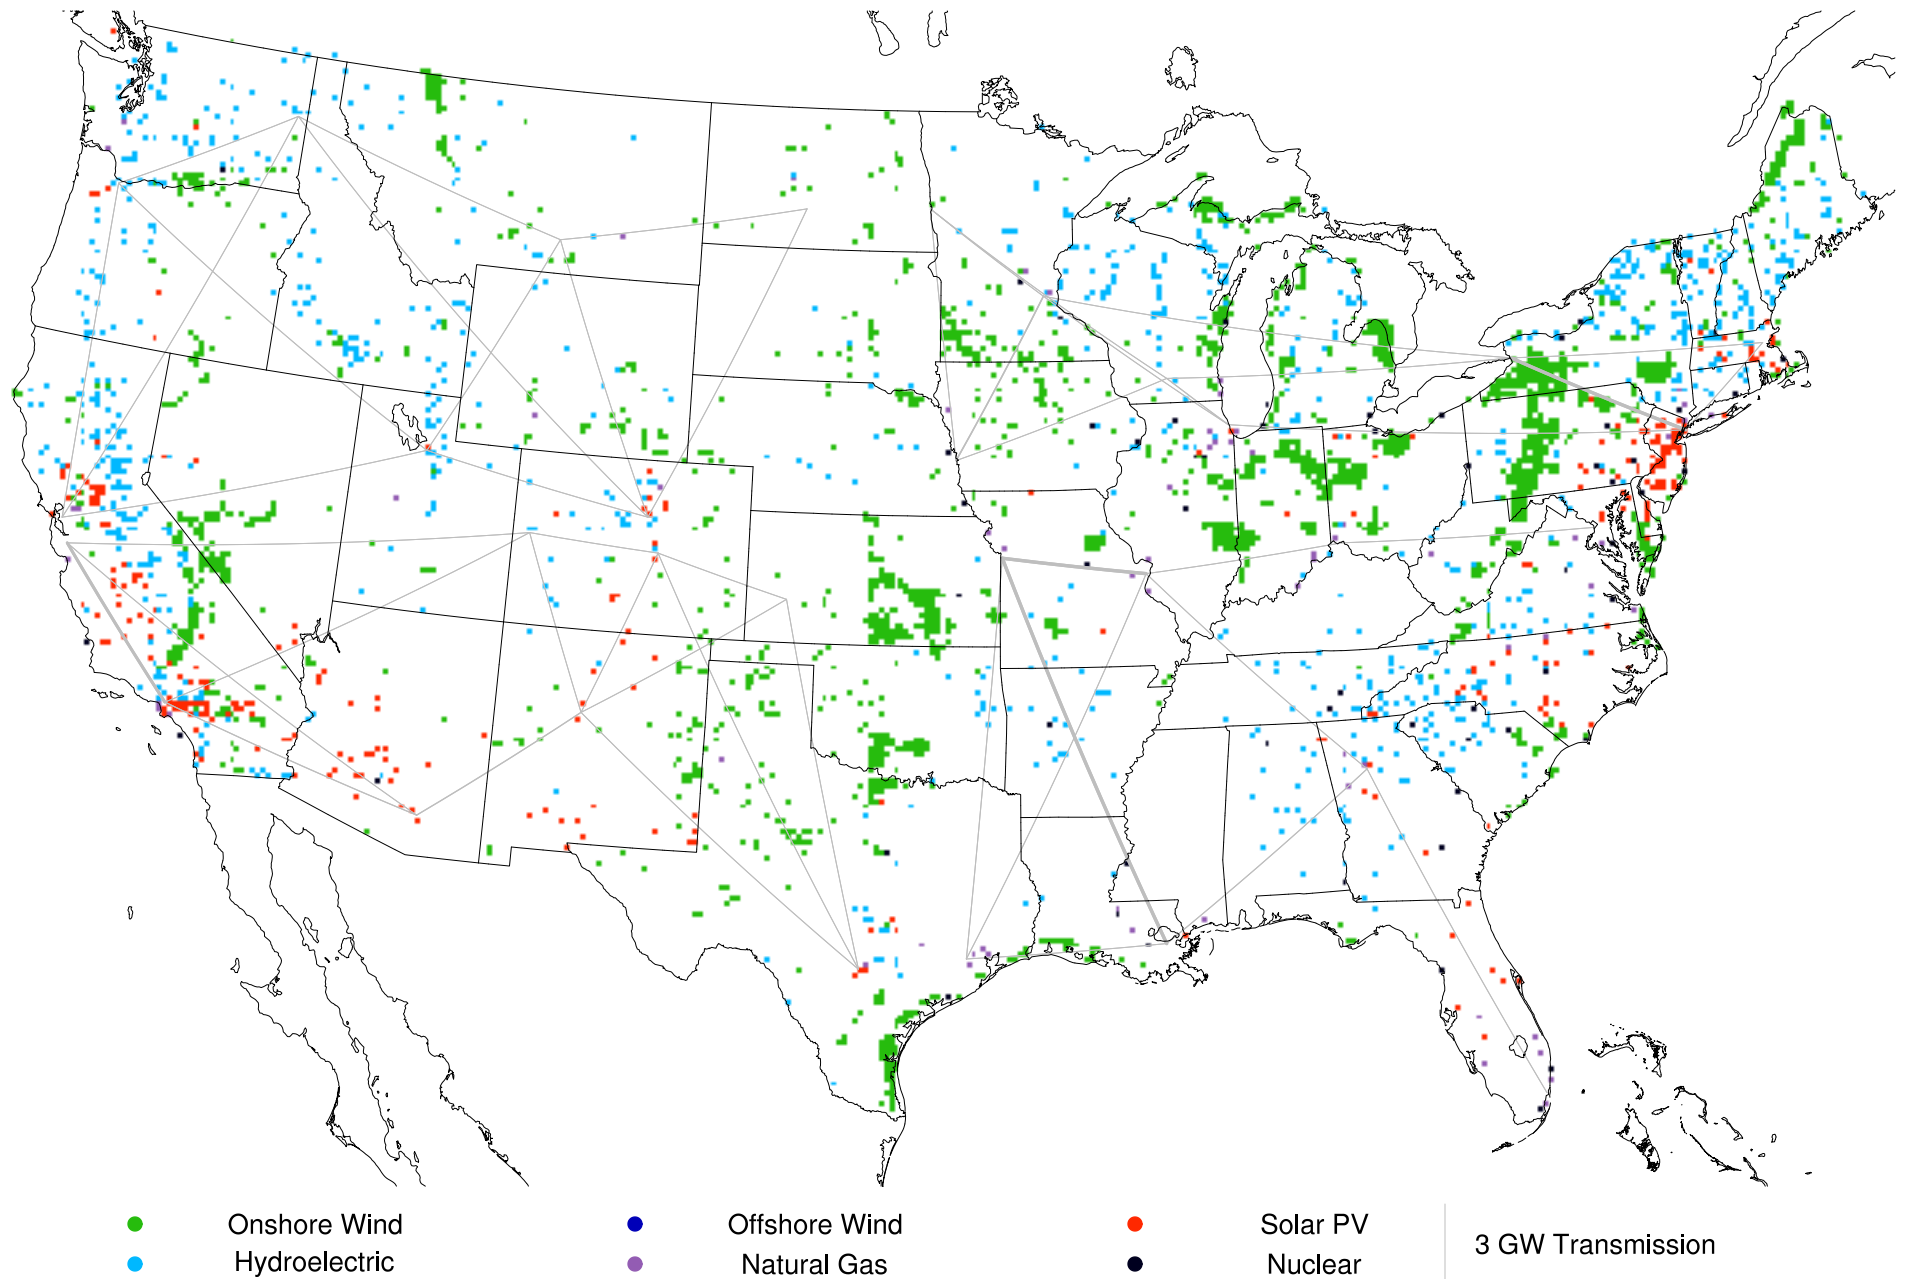 Onshore Wind
Offshore Wind
Solar PV
Hydroelectric
Natural Gas
Nuclear
3 GW Transmission